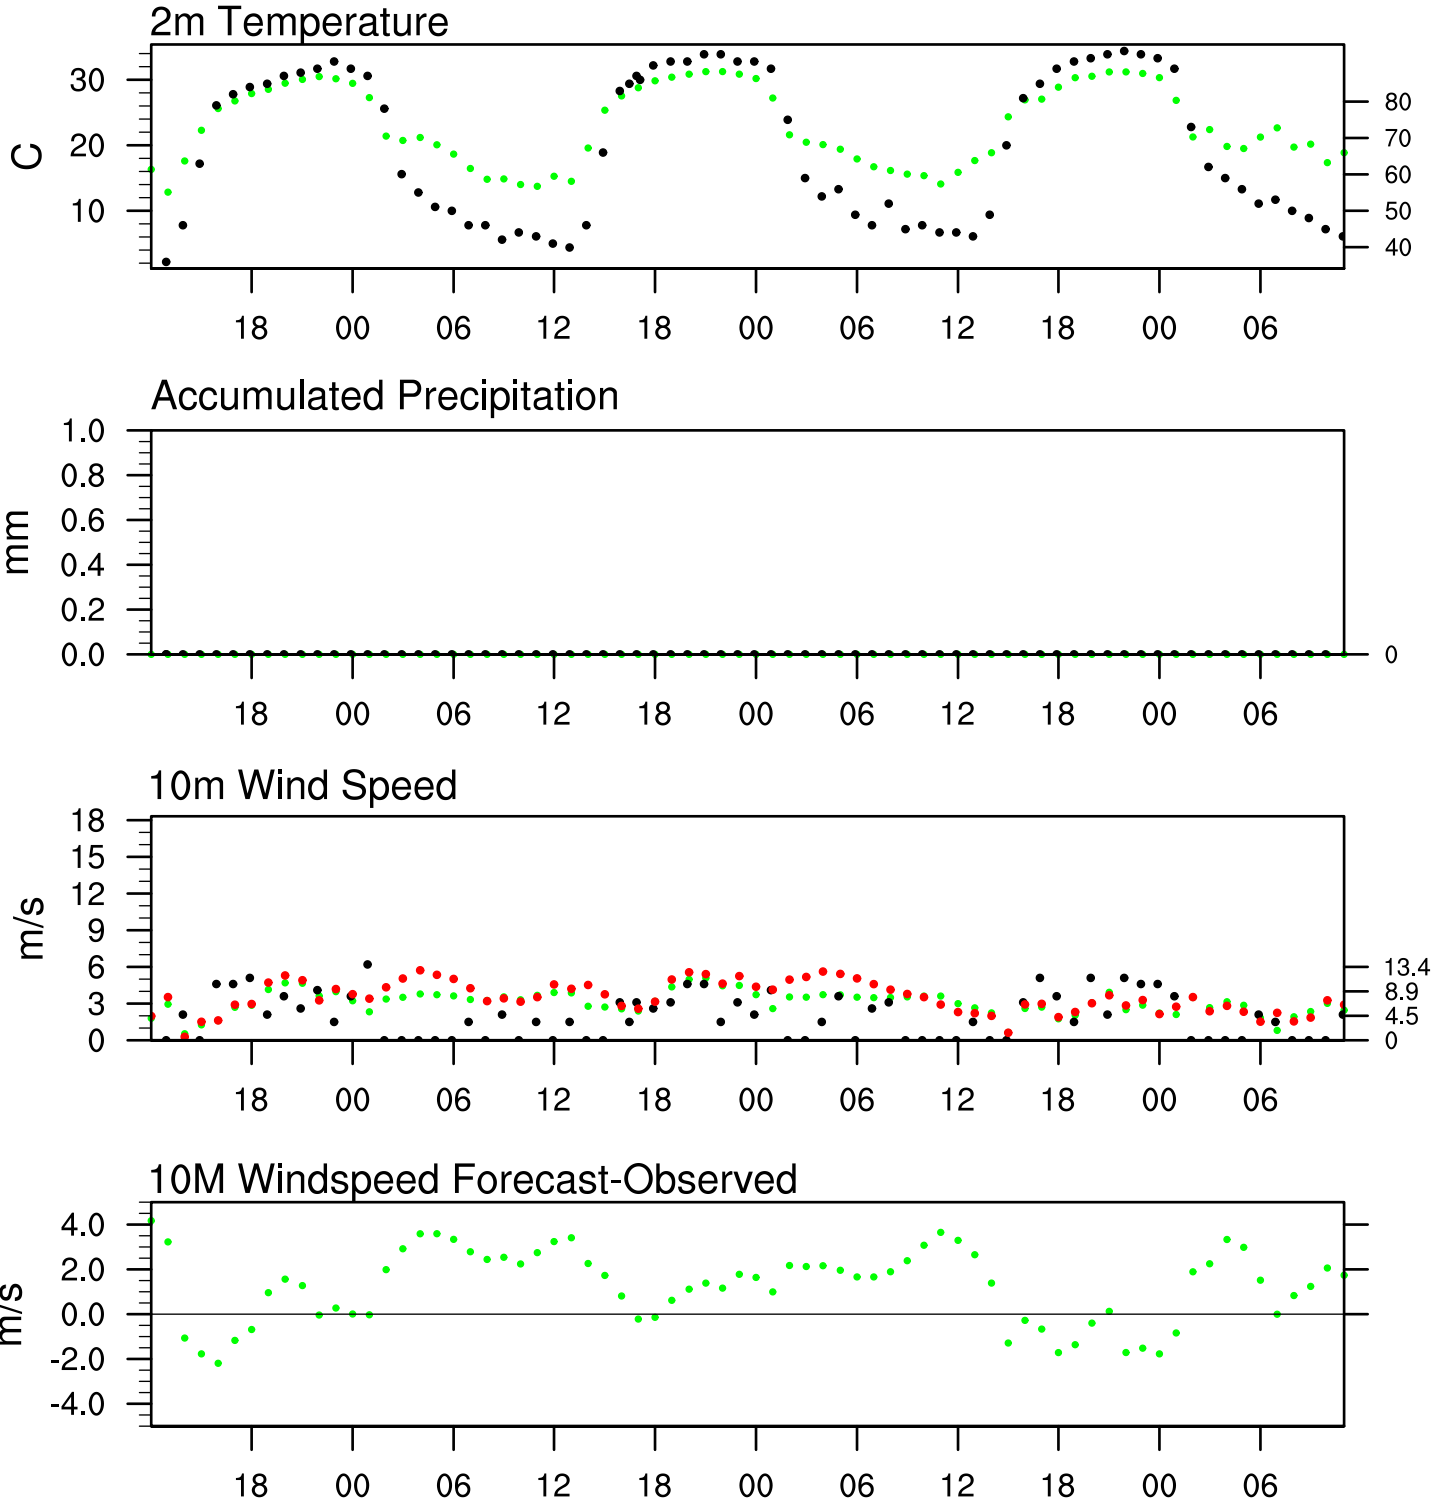 2m Temperature
C
30
20
10
80
70
60
50
40
18 00 06 12 18 00 06 12 18 00 06
Accumulated Precipitation
mm
1.0
0.8
0.6
0.4
0.2
0.0
0
18 00 06 12 18 00 06 12 18 00 06
10m Wind Speed
m/s
18
15
12
9
6
3
0
13.4
8.9
4.5
0
18 00 06 12 18 00 06 12 18 00 06
10M Windspeed Forecast-Observed
m/s
4.0
2.0
0.0
-2.0
-4.0
18 00 06 12 18 00 06 12 18 00 06